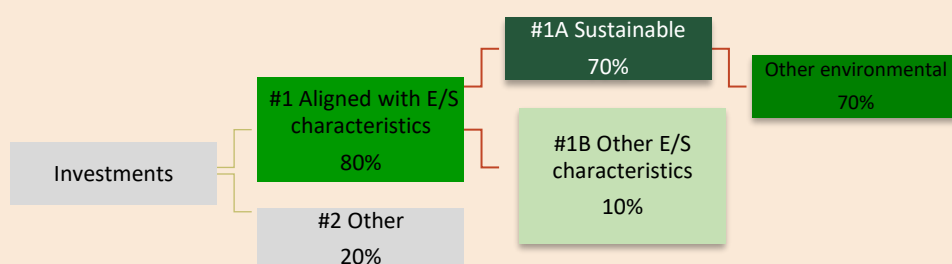 Investments
#1 Aligned with E/S
characteristics
80%
#2 Other
20%
#1A Sustainable
70%
#1B Other E/S
characteristics
10%
Other environmental
70%